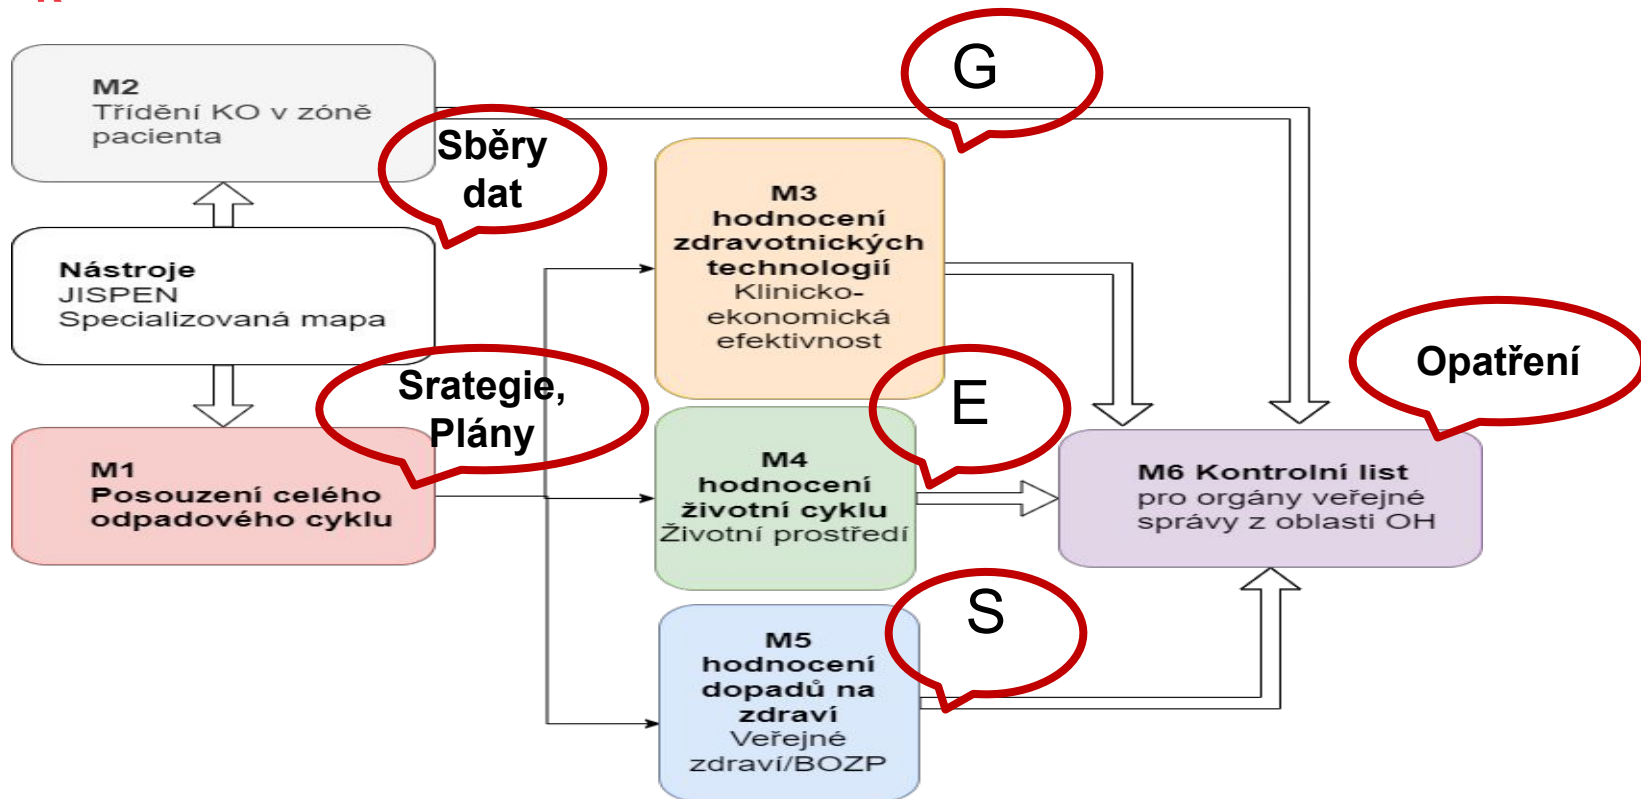 M2
Třídění KO v zóně
pacienta
Sběry
dat
G
Nástroje
JISPEN
Specializovaná mapa
M3
hodnocení
zdravotnických
technologií
Klinicko-
ekonomická
efektivnost
Srategie,
Plány
E
Opatření
M1
Posouzení celého
odpadového cyklu
M4
hodnocení
životní cyklu
Životní prostředí
M6 Kontrolní list
pro orgány veřejné
správy z oblasti OH
S
M5
hodnocení
dopadů na
zdraví
Veřejné
zdraví/BOZP